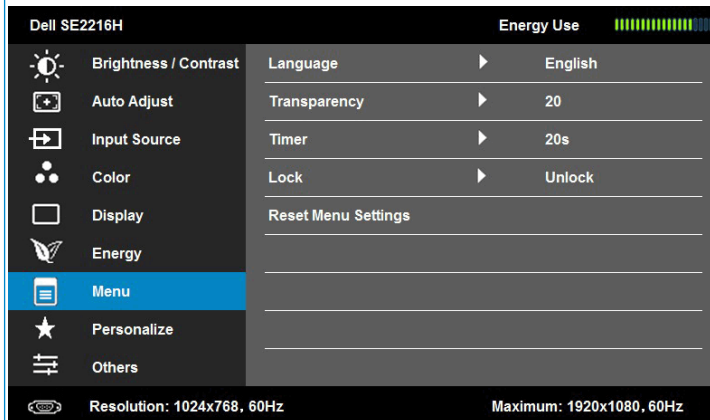 Dell SE2216H Energy Use
Brightness / Contrast Language English
Auto Adjust Transparency 20
Input Source Timer 20s
Color Lock Unlock
Display Reset Menu Settings
Energy
Menu
Personalize
Others
Resolution: 1024x768, 60Hz Maximum: 1920x1080, 60Hz